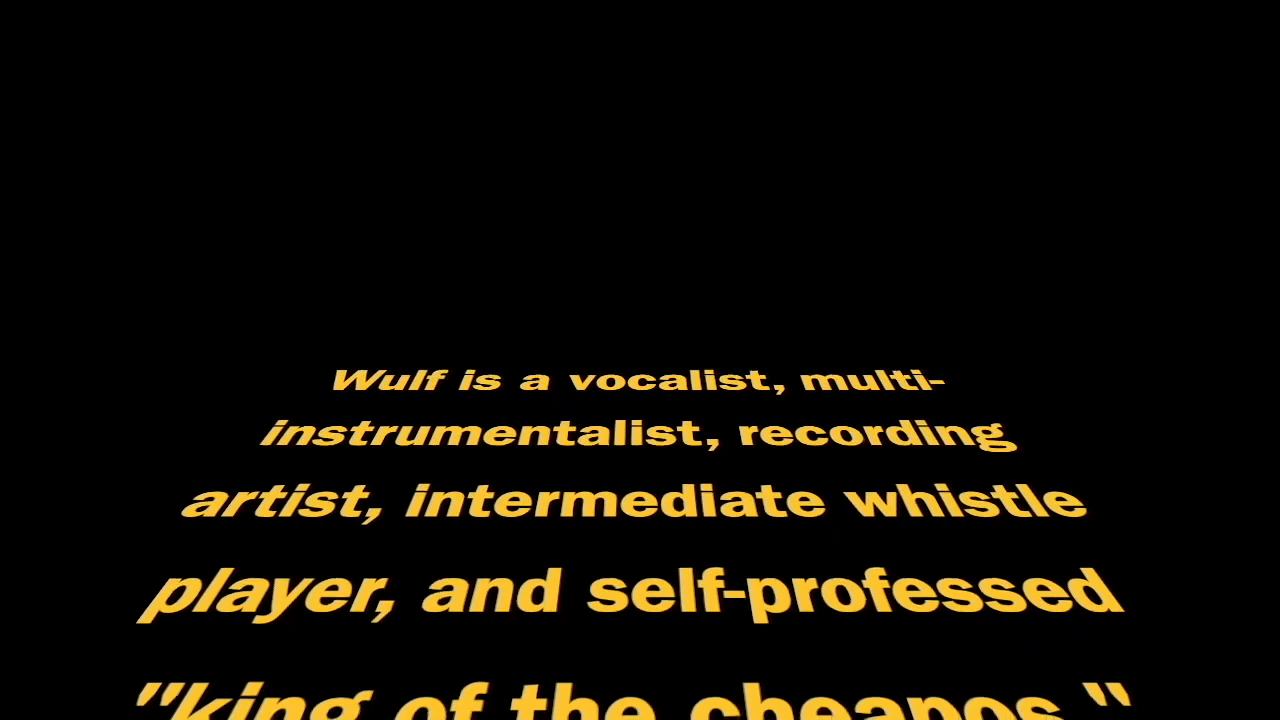 Wulf is a vocalist, multi-
instrumentalist, recording
artist, intermediate whistle
player, and self-professed
"king of the cheapos."